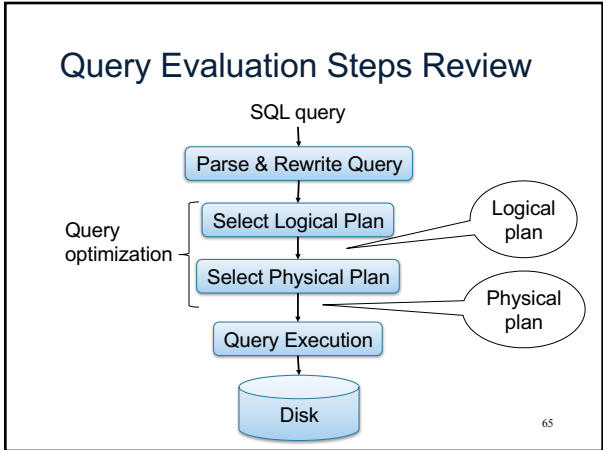 Query Evaluation Steps Review
SQL query
Parse & Rewrite Query
Query
optimization
Select Logical Plan
Logical
plan
Select Physical Plan
Physical
plan
Query Execution
Disk
65